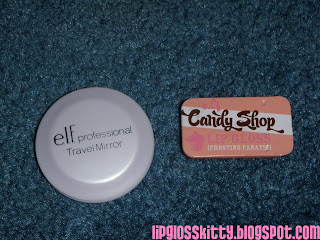 elf professional
Travel Mirror
Candy Shop
LIP GLOSS
[FROSTING FANATIC]
lipglosskitty.blogspot.com